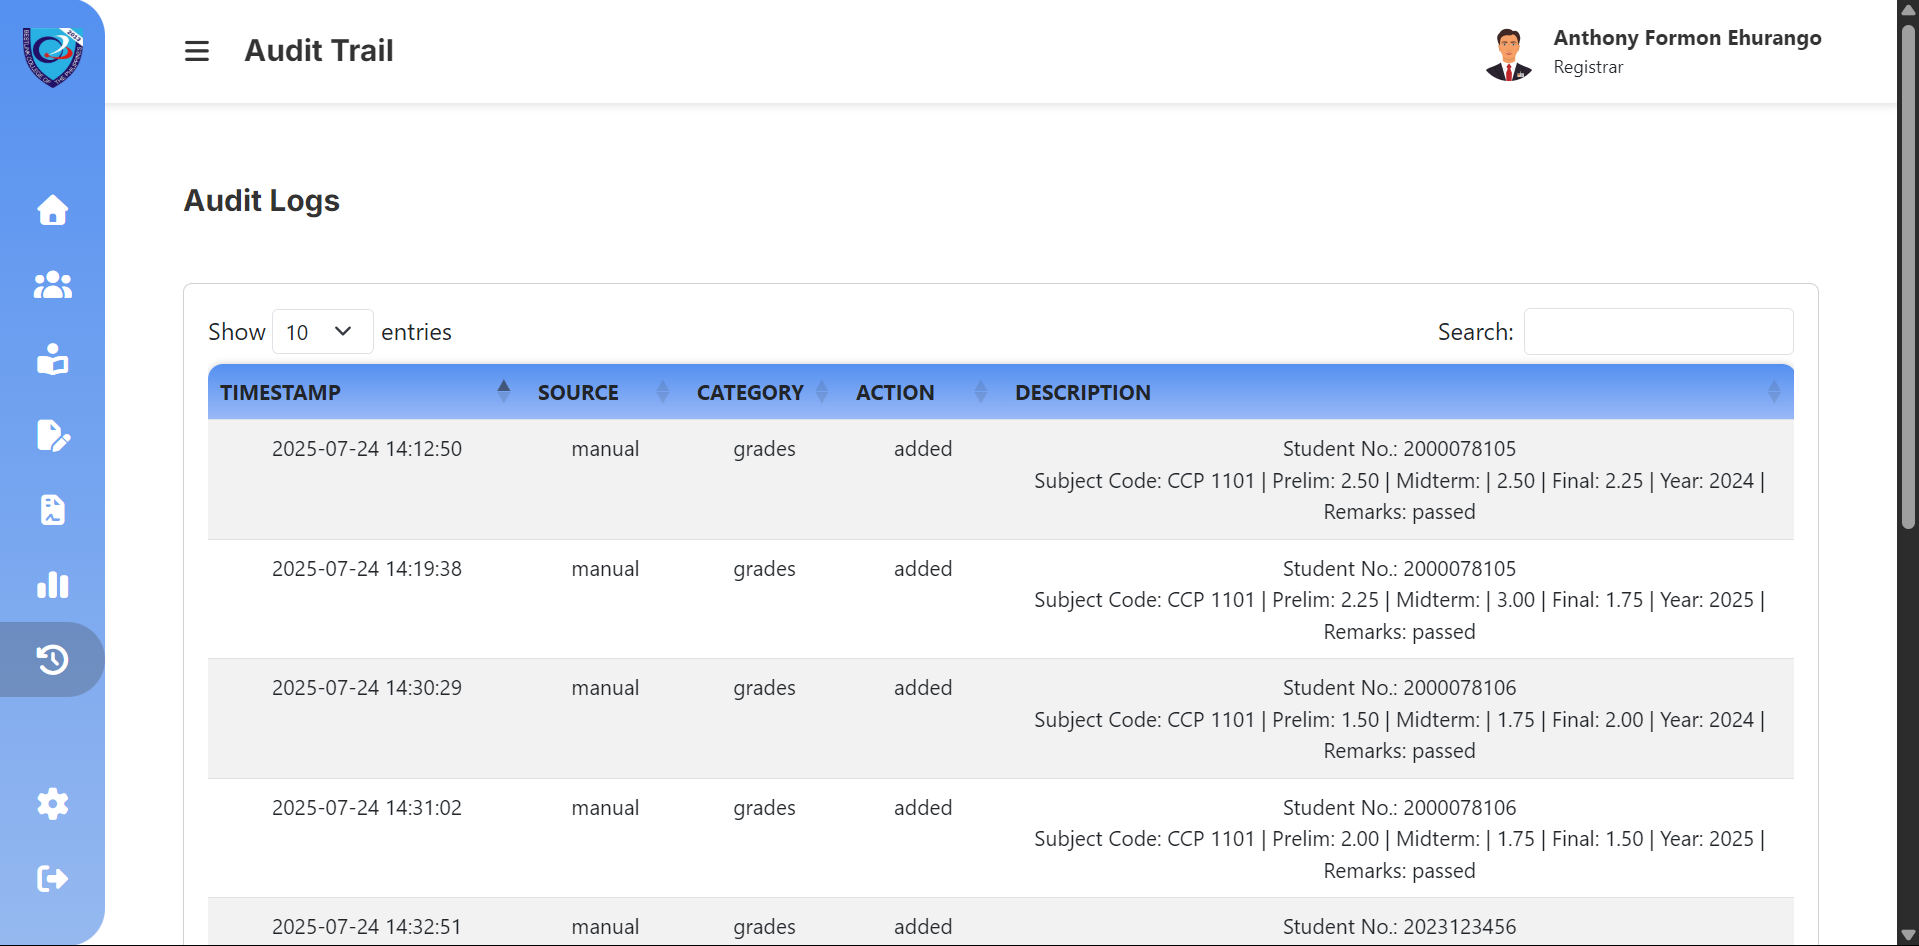 2013
BESTLINK COLLEGE OF THE PHILIPPINES
Audit Trail
Anthony Formon Ehurango
Registrar
Audit Logs
Show 10 entries
Search:
TIMESTAMP SOURCE CATEGORY ACTION DESCRIPTION
2025-07-24 14:12:50 manual grades added Student No.: 2000078105
Subject Code: CCP 1101 | Prelim: 2.50 | Midterm: | 2.50 | Final: 2.25 | Year: 2024 |
Remarks: passed
2025-07-24 14:19:38 manual grades added Student No.: 2000078105
Subject Code: CCP 1101 | Prelim: 2.25 | Midterm: | 3.00 | Final: 1.75 | Year: 2025 |
Remarks: passed
2025-07-24 14:30:29 manual grades added Student No.: 2000078106
Subject Code: CCP 1101 | Prelim: 1.50 | Midterm: | 1.75 | Final: 2.00 | Year: 2024 |
Remarks: passed
2025-07-24 14:31:02 manual grades added Student No.: 2000078106
Subject Code: CCP 1101 | Prelim: 2.00 | Midterm: | 1.75 | Final: 1.50 | Year: 2025 |
Remarks: passed
2025-07-24 14:32:51 manual grades added Student No.: 2023123456